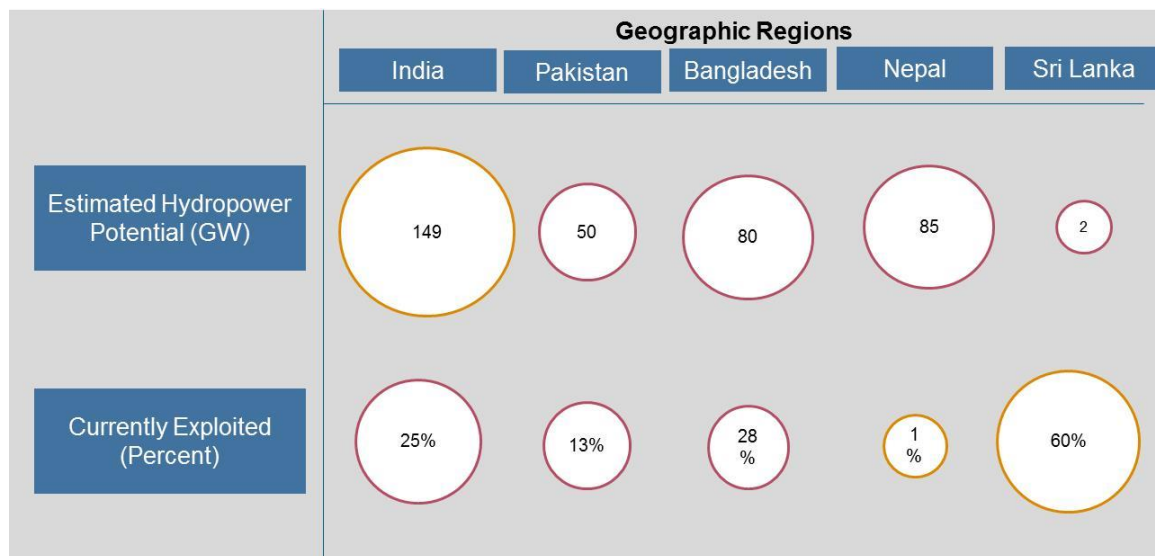 Geographic Regions
India
Pakistan
Bangladesh
Nepal
Sri Lanka
Estimated Hydropower
Potential (GW)
149
50
80
85
2
Currently Exploited
(Percent)
25%
13%
28
%
1
%
60%